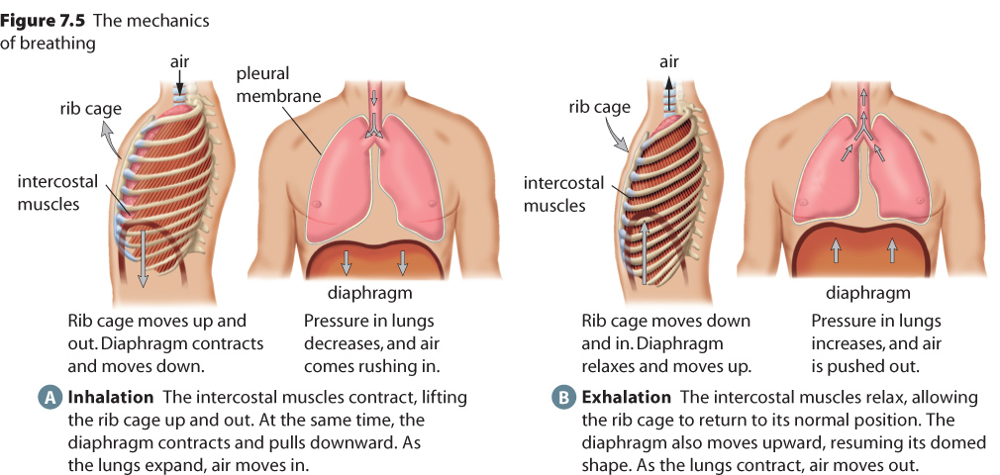 Figure 7.5 The mechanics
of breathing
air
rib cage
intercostal
muscles
pleural
membrane
diaphragm
Rib cage moves up and
out. Diaphragm contracts
and moves down.
Pressure in lungs
decreases, and air
comes rushing in.
A Inhalation The intercostal muscles contract, lifting
the rib cage up and out. At the same time, the
diaphragm contracts and pulls downward. As
the lungs expand, air moves in.
air
rib cage
intercostal
muscles
diaphragm
Rib cage moves down
and in. Diaphragm
relaxes and moves up.
Pressure in lungs
increases, and air
is pushed out.
B Exhalation The intercostal muscles relax, allowing
the rib cage to return to its normal position. The
diaphragm also moves upward, resuming its domed
shape. As the lungs contract, air moves out.